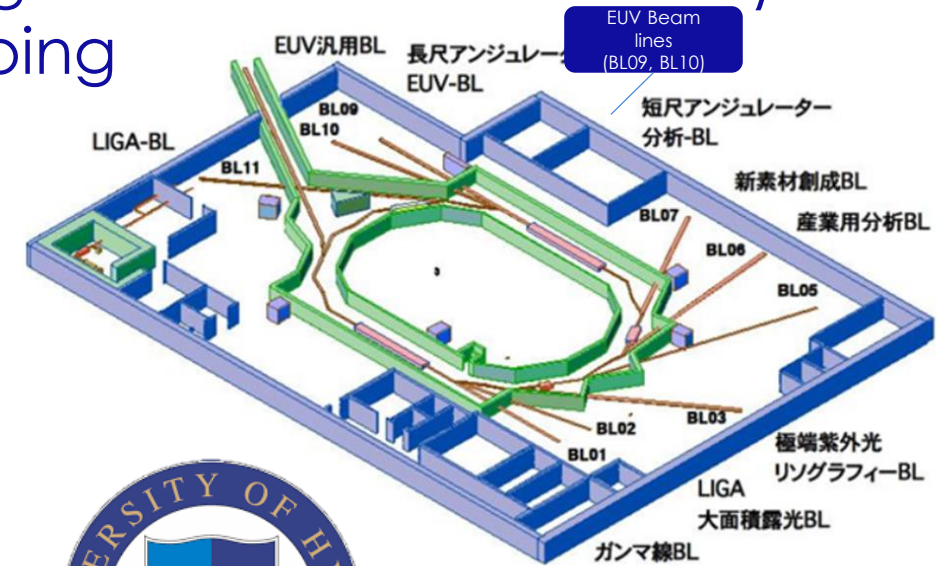 ping
EUV Beam
lines
(BL09, BL10)
EUV汎用BL
長尺アンジュレー
EUV-BL
短尺アンジュレーター
分析-BL
LIGA-BL
BL09
BL10
BL11
新素材創成BL
産業用分析BL
BL07
BL06
BL05
BL03
BL02
BL01
極端紫外光
リソグラフィーBL
LIGA
大面積露光BL
ガンマ線BL
UNIVERSITY OF H